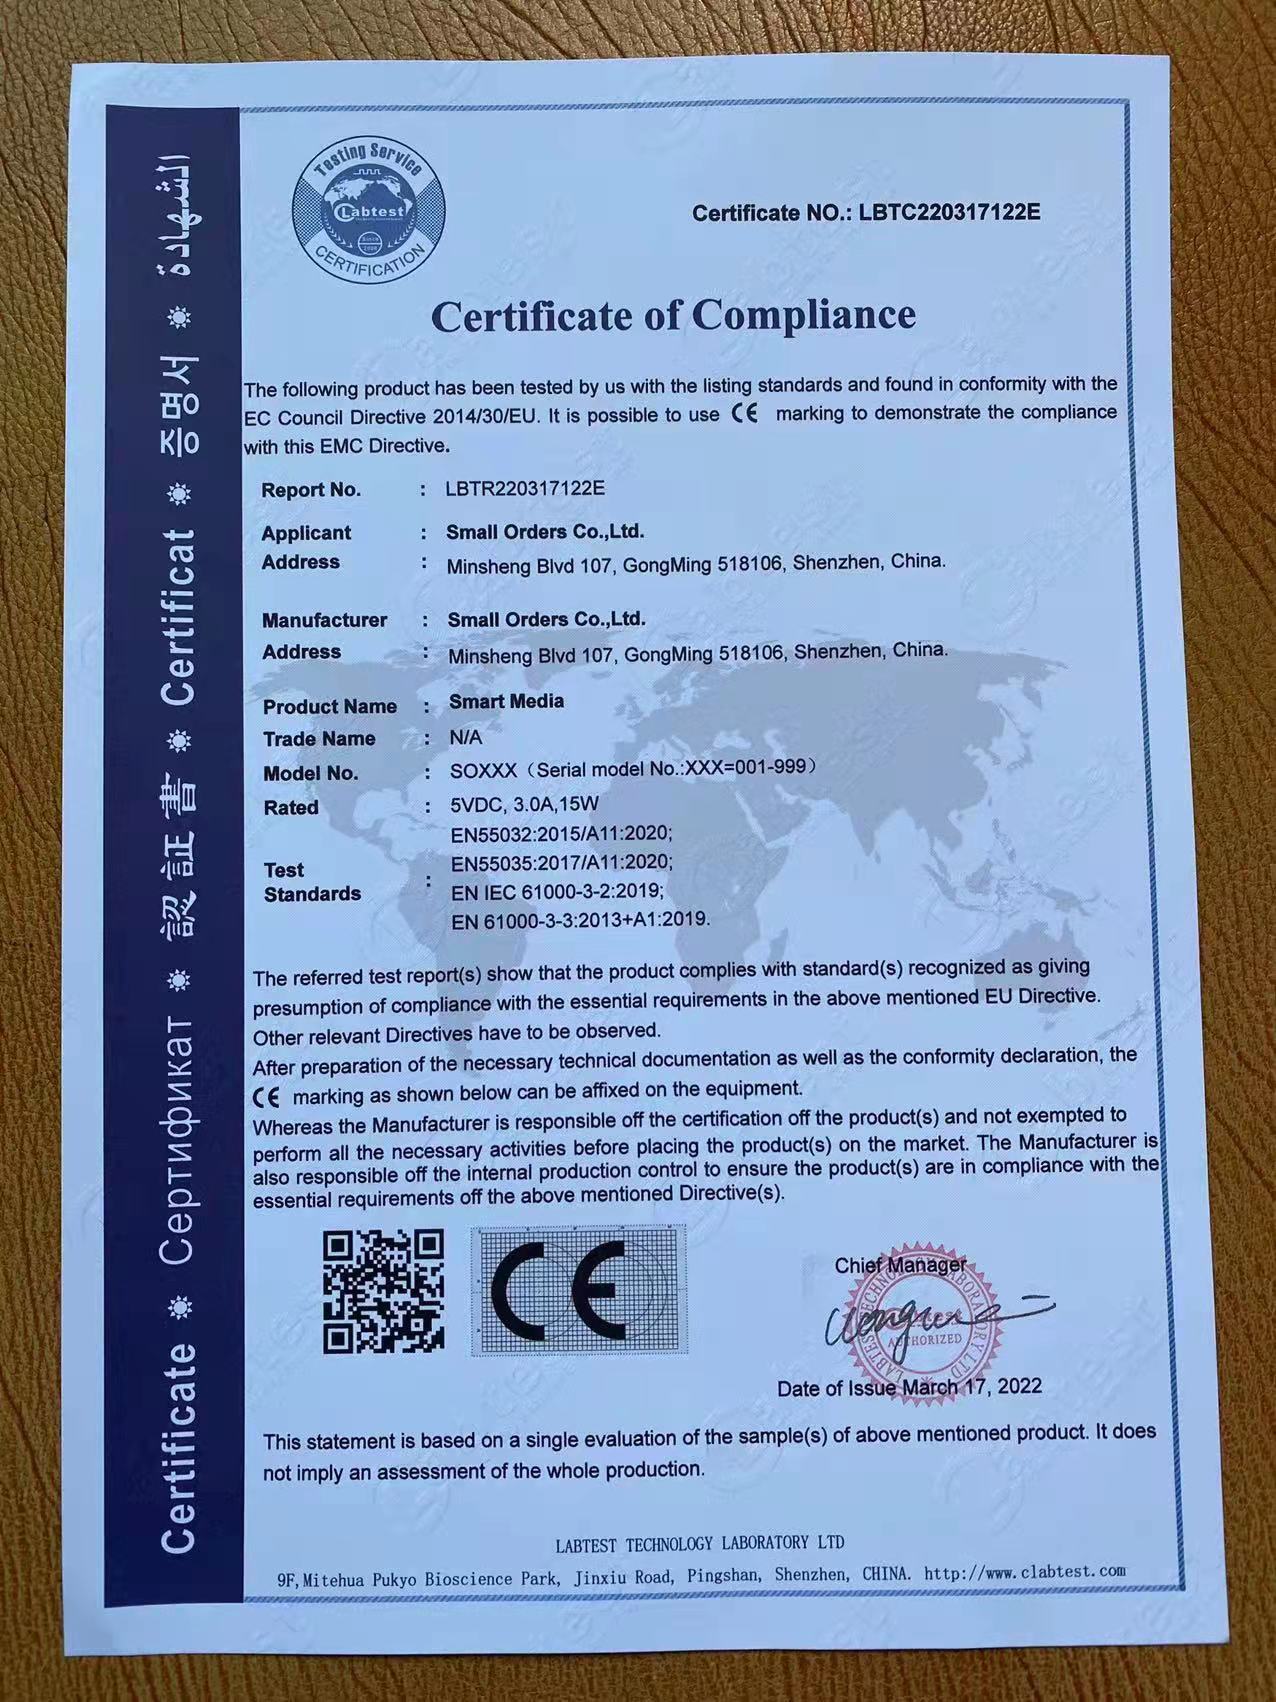 Testing Service
Clabtest
Since
2008
CERTIFICATION
Certificate NO.: LBTC220317122E
Certificate of Compliance
The following product has been tested by us with the listing standards and found in conformity with the
EC Council Directive 2014/30/EU. It is possible to use CE marking to demonstrate the compliance
with this EMC Directive.
Report No. : LBTR220317122E
Applicant : Small Orders Co.,Ltd.
Address : Minsheng Blvd 107, GongMing 518106, Shenzhen, China.
Manufacturer : Small Orders Co.,Ltd.
Address : Minsheng Blvd 107, GongMing 518106, Shenzhen, China.
Product Name : Smart Media
Trade Name : N/A
Model No. : SOXXX（Serial model No.:XXX=001-999）
Rated : 5VDC, 3.0A,15W
Test Standards :
EN55032:2015/A11:2020;
EN55035:2017/A11:2020;
EN IEC 61000-3-2:2019;
EN 61000-3-3:2013+A1:2019.
The referred test report(s) show that the product complies with standard(s) recognized as giving
presumption of compliance with the essential requirements in the above mentioned EU Directive.
Other relevant Directives have to be observed.
After preparation of the necessary technical documentation as well as the conformity declaration, the
CE marking as shown below can be affixed on the equipment.
Whereas the Manufacturer is responsible off the certification off the product(s) and not exempted to
perform all the necessary activities before placing the product(s) on the market. The Manufacturer is
also responsible off the internal production control to ensure the product(s) are in compliance with the
essential requirements off the above mentioned Directive(s).
CE
Chief Manager
LABTEST TECHNOLOGY LABORATORY LTD
AUTHORIZED
Date of Issue March 17, 2022
This statement is based on a single evaluation of the sample(s) of above mentioned product. It does
not imply an assessment of the whole production.
LABTEST TECHNOLOGY LABORATORY LTD
9F,Mitehua Pukyo Bioscience Park, Jinxiu Road, Pingshan, Shenzhen, CHINA. http://www.clabtest.com
Certificate Сертификат 認証書 Certificat 증명서 الشهادة